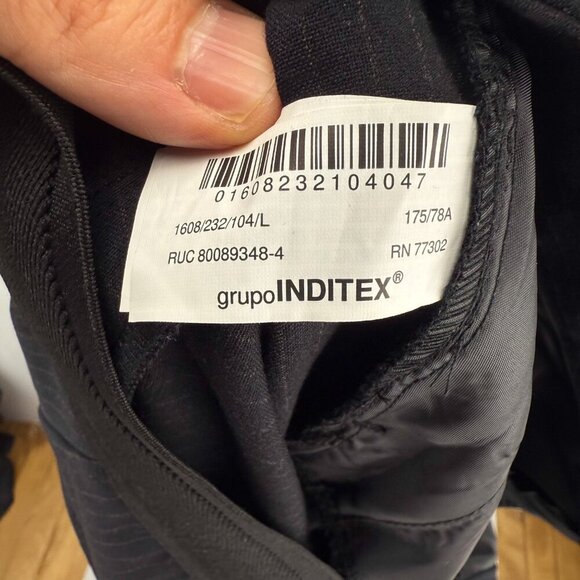 01608232104047
1608/232/104/L 175/78A
RUC 80089348-4 RN 77302
grupoINDITEX®